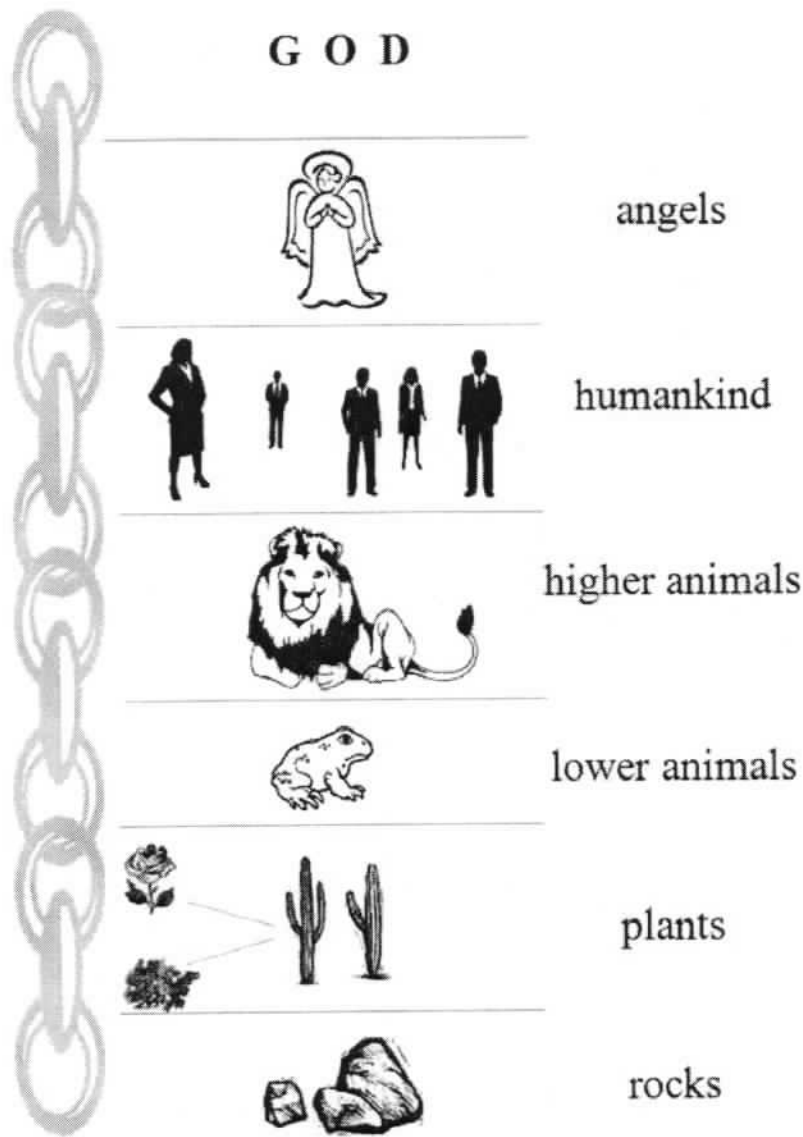 G O D
angels
humankind
higher animals
lower animals
plants
rocks